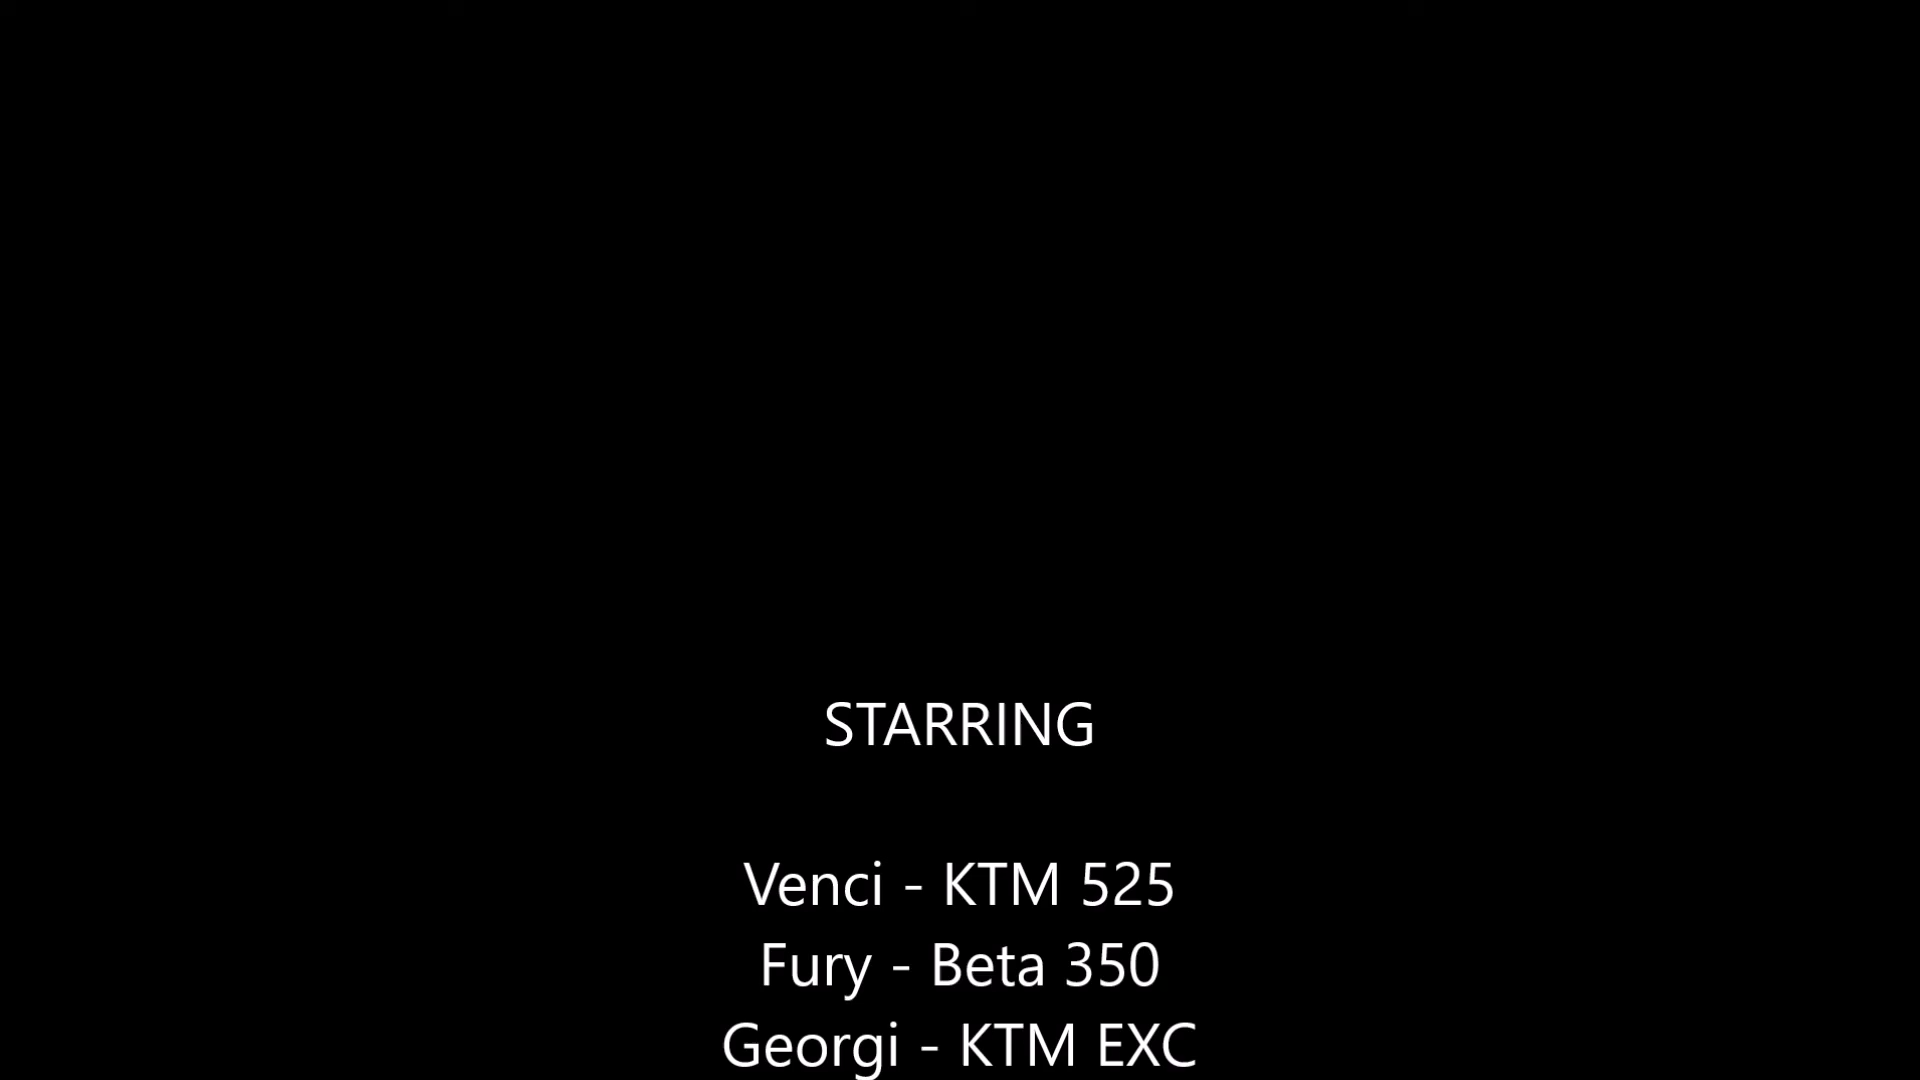 STARRING
Venci - KTM 525
Fury - Beta 350
Georgi - KTM EXC